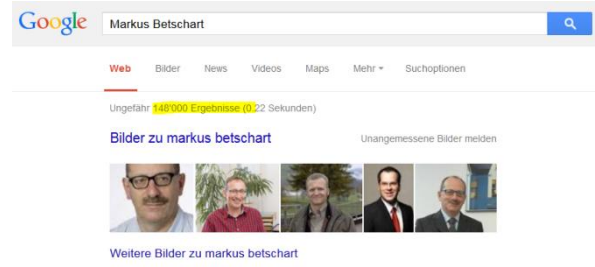 Google Markus Betschart
Web Bilder News Videos Maps Mehr Suchoptionen
Ungefähr 148'000 Ergebnisse (0.22 Sekunden)
Bilder zu markus betschart Unangemessene Bilder melden
Weitere Bilder zu markus betschart